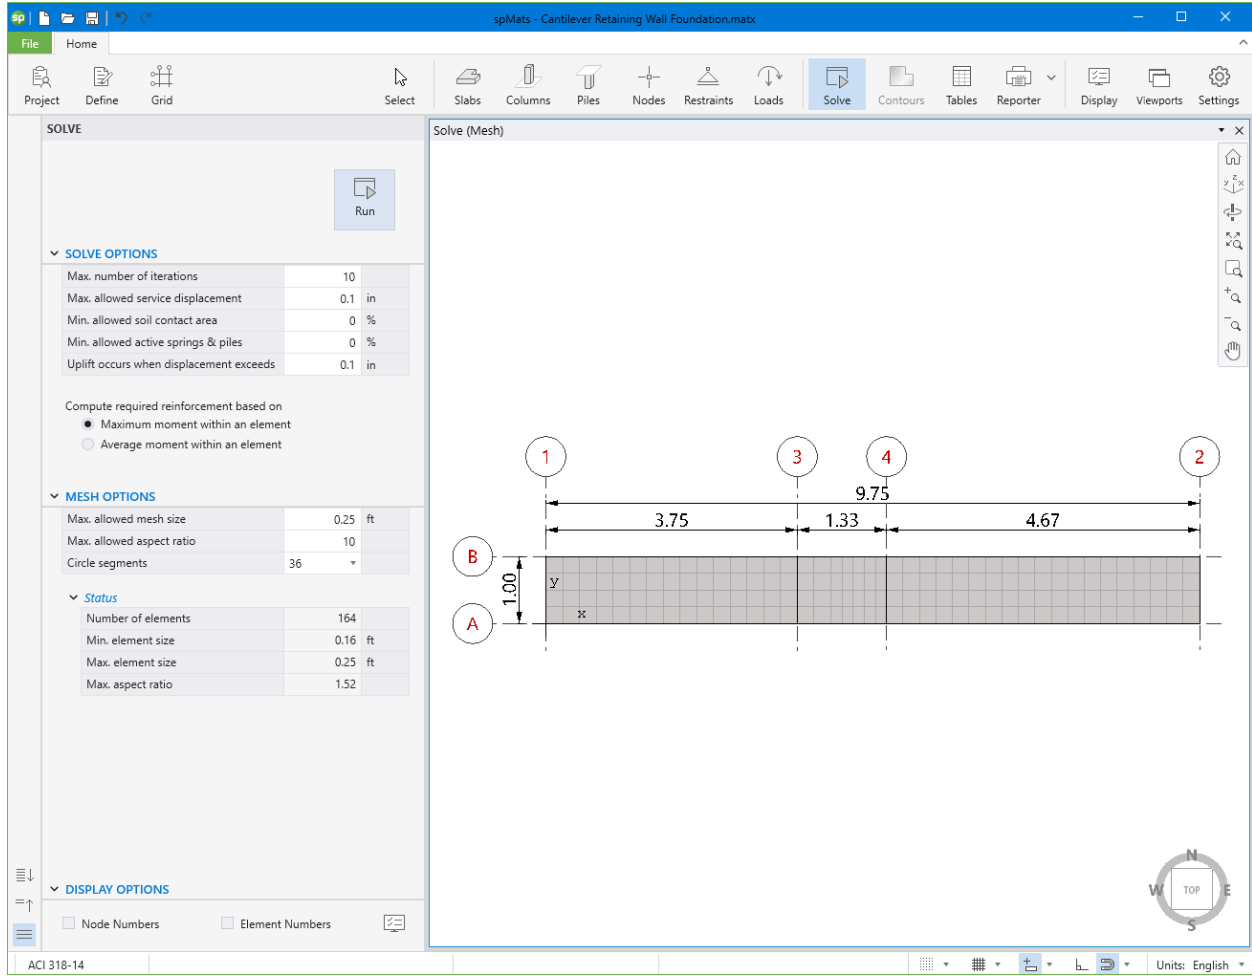 sp
spMats - Cantilever Retaining Wall Foundation.matx
File
Home
Project
Define
Grid
Select
Slabs
Columns
Piles
Nodes
Restraints
Loads
Solve
Contours
Tables
Reporter
Display
Viewports
Settings
SOLVE
Run
SOLVE OPTIONS
Max. number of iterations 10
Max. allowed service displacement 0.1 in
Min. allowed soil contact area 0 %
Min. allowed active springs & piles 0 %
Uplift occurs when displacement exceeds 0.1 in
Compute required reinforcement based on
Maximum moment within an element
Average moment within an element
MESH OPTIONS
Max. allowed mesh size 0.25 ft
Max. allowed aspect ratio 10
Circle segments 36
Status
Number of elements 164
Min. element size 0.16 ft
Max. element size 0.25 ft
Max. aspect ratio 1.52
DISPLAY OPTIONS
Node Numbers
Element Numbers
Solve (Mesh)
y z x
1 3 4 2
9.75
3.75 1.33 4.67
B
1.00
y
x
A
N
W TOP E
S
ACI 318-14
Units: English